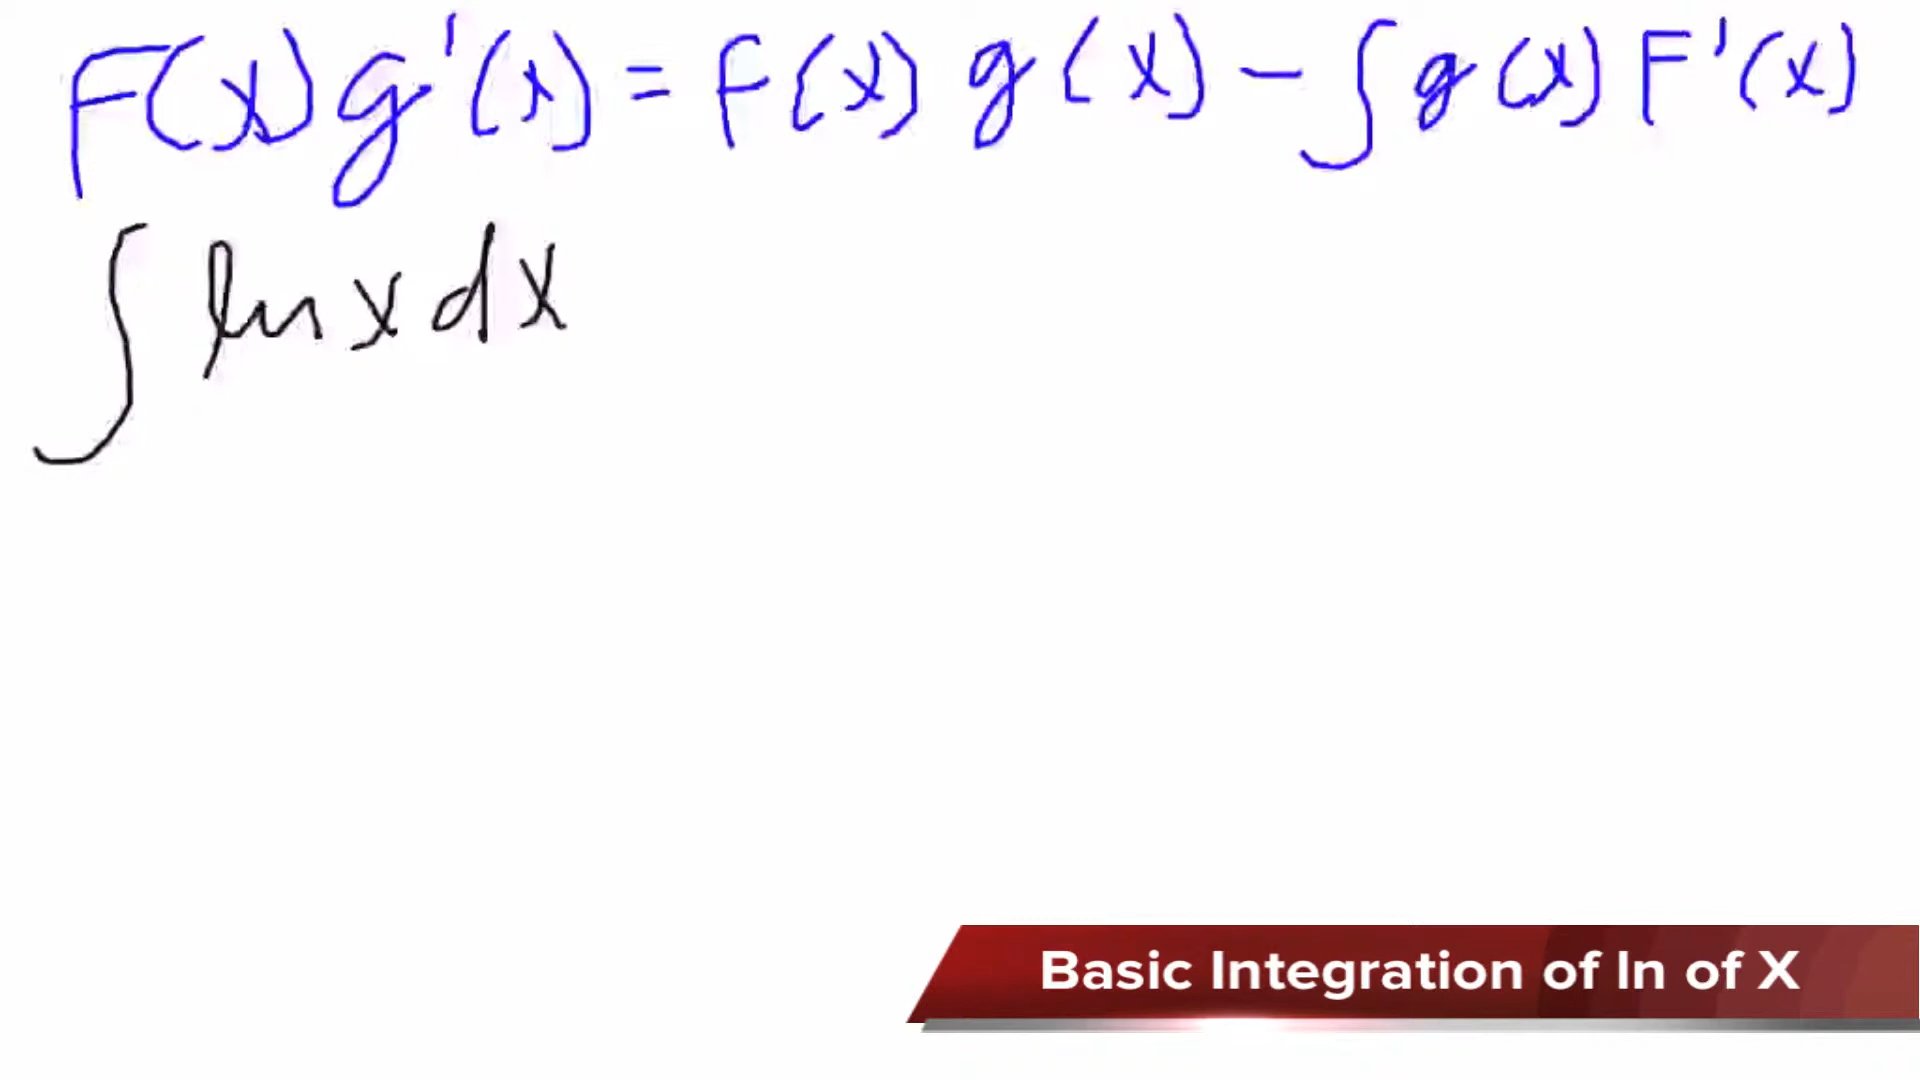 F(x)g'(x) = F(x) g(x) - ∫g(x) F'(x)
∫ ln x dx
Basic Integration of ln of X